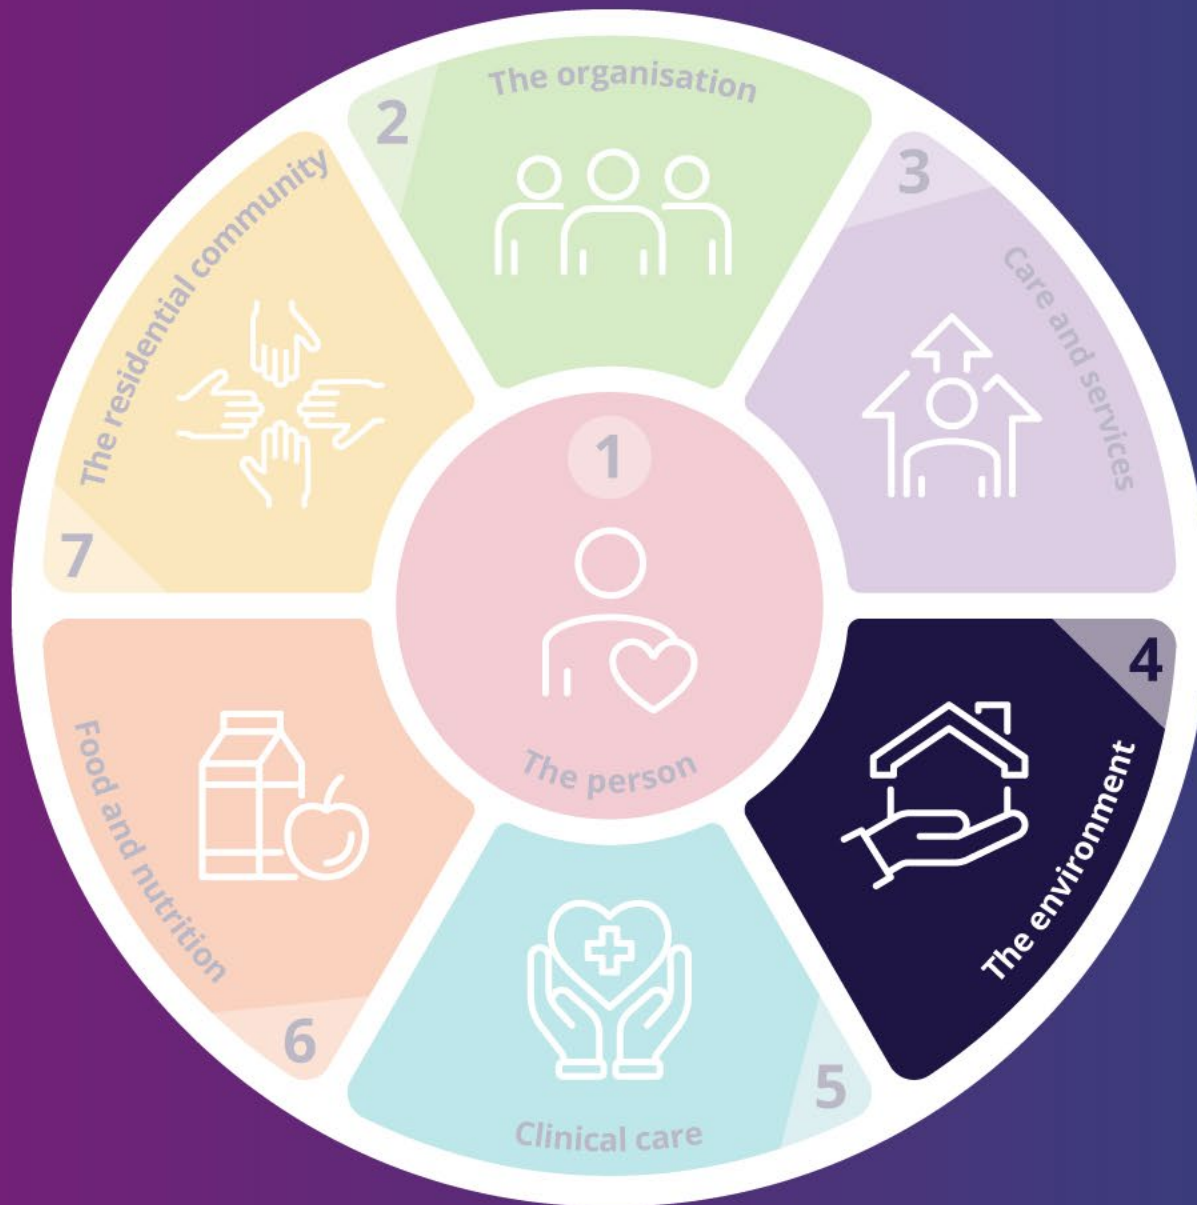 1
The person
2
The organisation
3
Care and services
4
The environment
5
Clinical care
6
Food and nutrition
7
The residential community